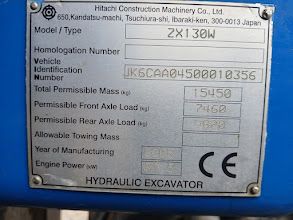 Hitachi Construction Machinery Co., Ltd.
650,Kandatsu-machi, Tsuchiura-shi, Ibaraki-ken, 300-0013 Japan
Model / Type ZX130W
Homologation Number
Vehicle
Identification
Number JK6CAA04500010356
Total Permissible Mass (kg) 15450
Permissible Front Axle Load (kg) 7460
Permissible Rear Axle Load (kg)
Allowable Towing Mass (kg)
Year of Manufacturing
Engine Power (kW)
CE
HYDRAULIC EXCAVATOR